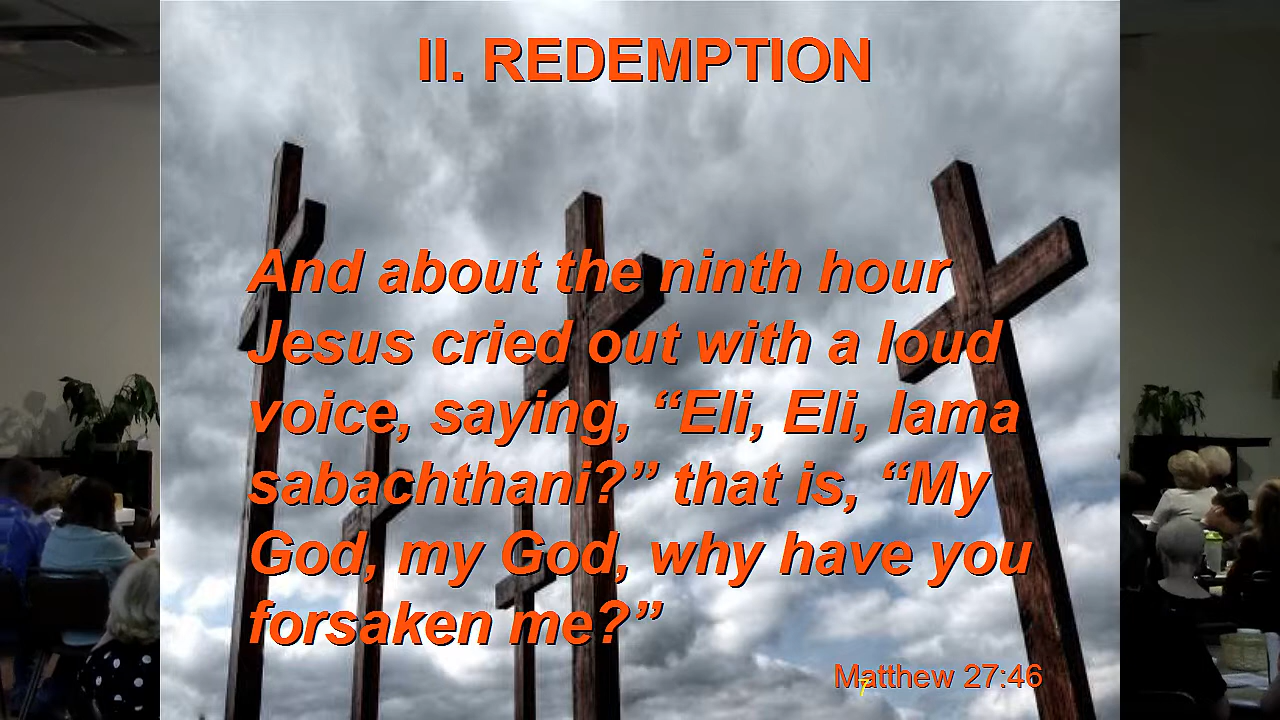 II. REDEMPTION
And about the ninth hour
Jesus cried out with a loud
voice, saying, “Eli, Eli, lama
sabachthani?” that is, “My
God, my God, why have you
forsaken me?”
Matthew 27:46
7